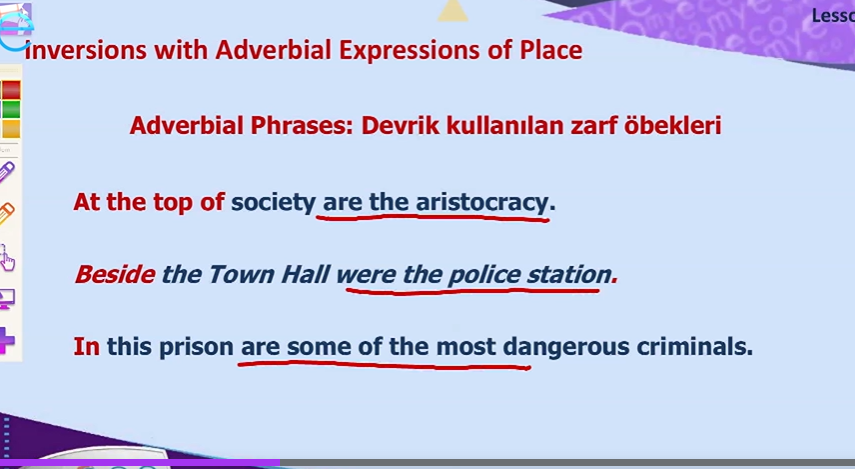 Lesso
Inversions with Adverbial Expressions of Place
Adverbial Phrases: Devrik kullanılan zarf öbekleri
At the top of society are the aristocracy.
Beside the Town Hall were the police station.
In this prison are some of the most dangerous criminals.